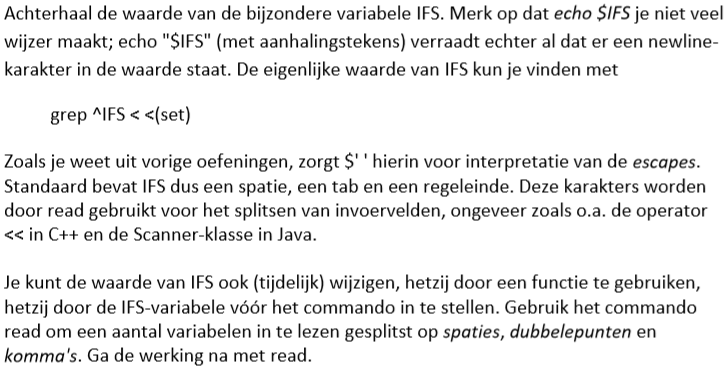 Achterhaal de waarde van de bijzondere variabele IFS. Merk op dat echo $IFS je niet veel
wijzer maakt; echo "$IFS" (met aanhalingstekens) verraadt echter al dat er een newline-
karakter in de waarde staat. De eigenlijke waarde van IFS kun je vinden met
grep ^IFS < <(set)
Zoals je weet uit vorige oefeningen, zorgt $' ' hierin voor interpretatie van de escapes.
Standaard bevat IFS dus een spatie, een tab en een regeleinde. Deze karakters worden
door read gebruikt voor het splitsen van invoervelden, ongeveer zoals o.a. de operator
<< in C++ en de Scanner-klasse in Java.
Je kunt de waarde van IFS ook (tijdelijk) wijzigen, hetzij door een functie te gebruiken,
hetzij door de IFS-variabele vóór het commando in te stellen. Gebruik het commando
read om een aantal variabelen in te lezen gesplitst op spaties, dubbelepunten en
komma's. Ga de werking na met read.